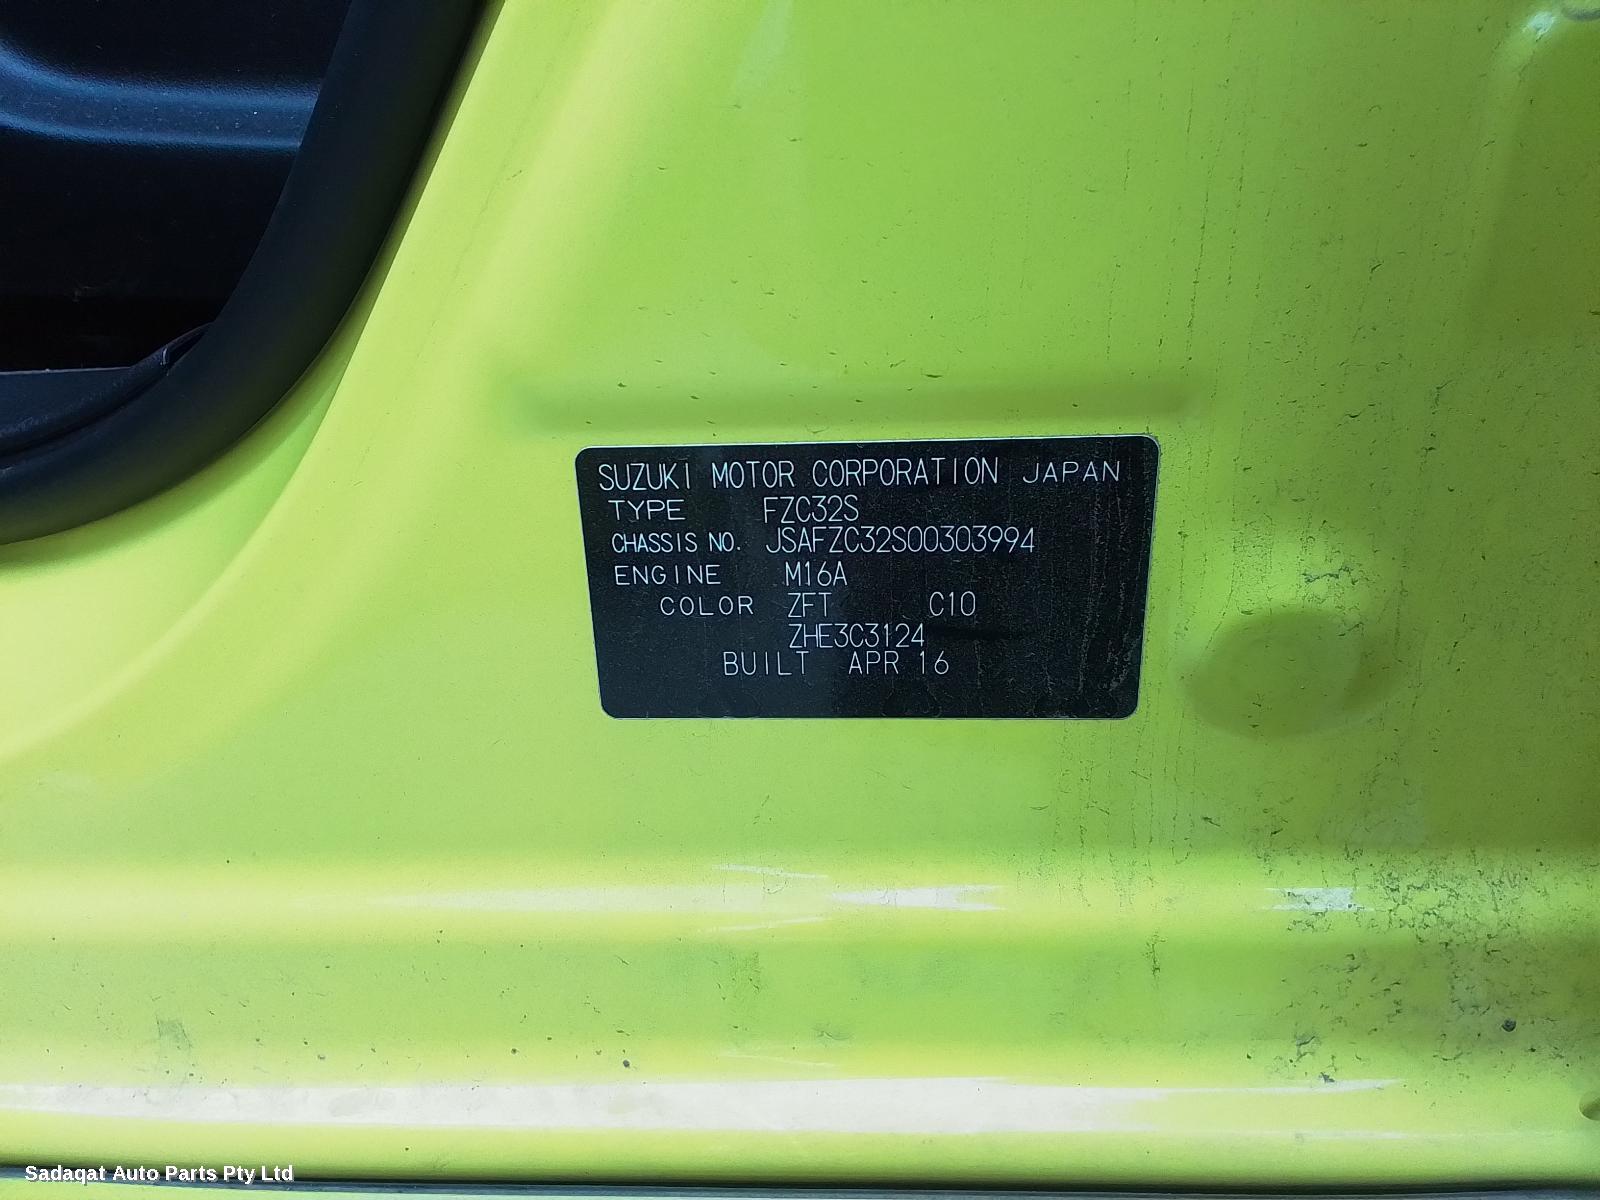 SUZUKI MOTOR CORPORATION JAPAN
TYPE FZC32S
CHASSIS NO. JSAFZC32S00303994
ENGINE M16A
COLOR ZFT C10
ZHE3C3124
BUILT APR 16
Sadaqat Auto Parts Pty Ltd